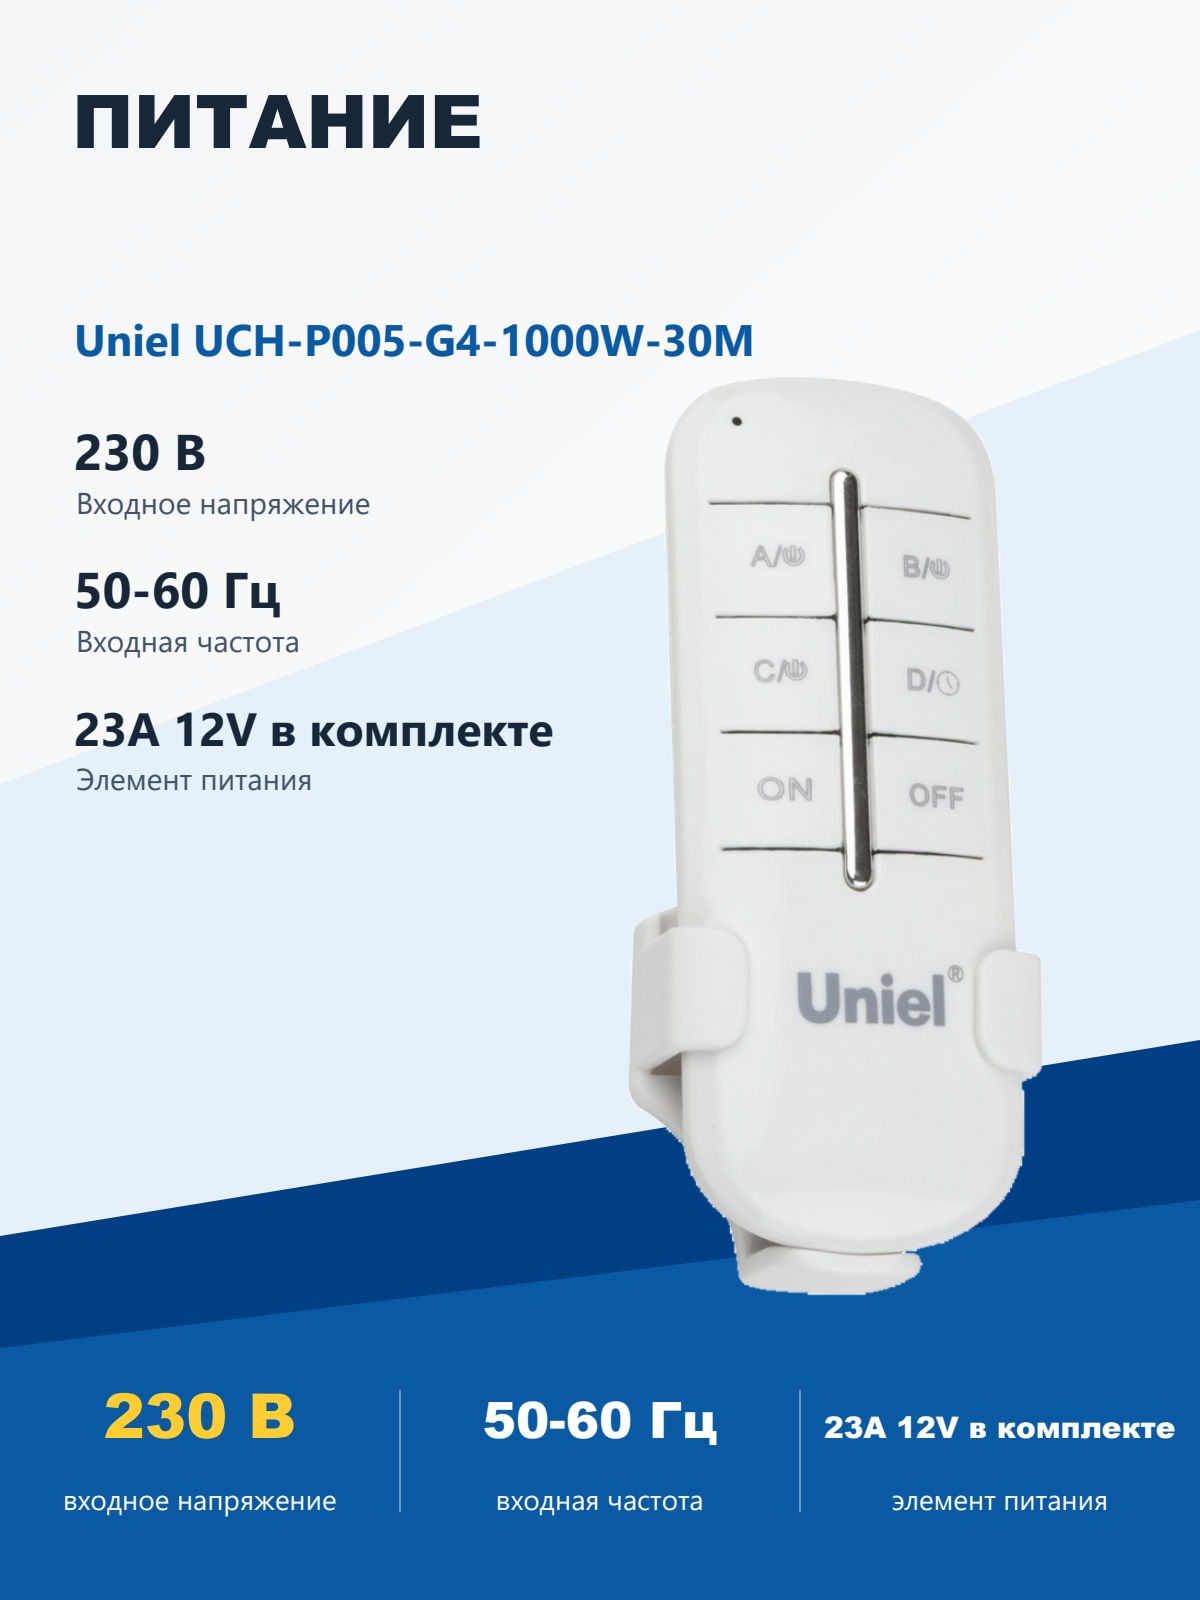 ПИТАНИЕ
Uniel UCH-P005-G4-1000W-30M
230 В
Входное напряжение
50-60 Гц
Входная частота
23A 12V в комплекте
Элемент питания
A/ B/
C/ D/
ON OFF
Uniel®
230 В 50-60 Гц 23A 12V в комплекте
входное напряжение входная частота элемент питания